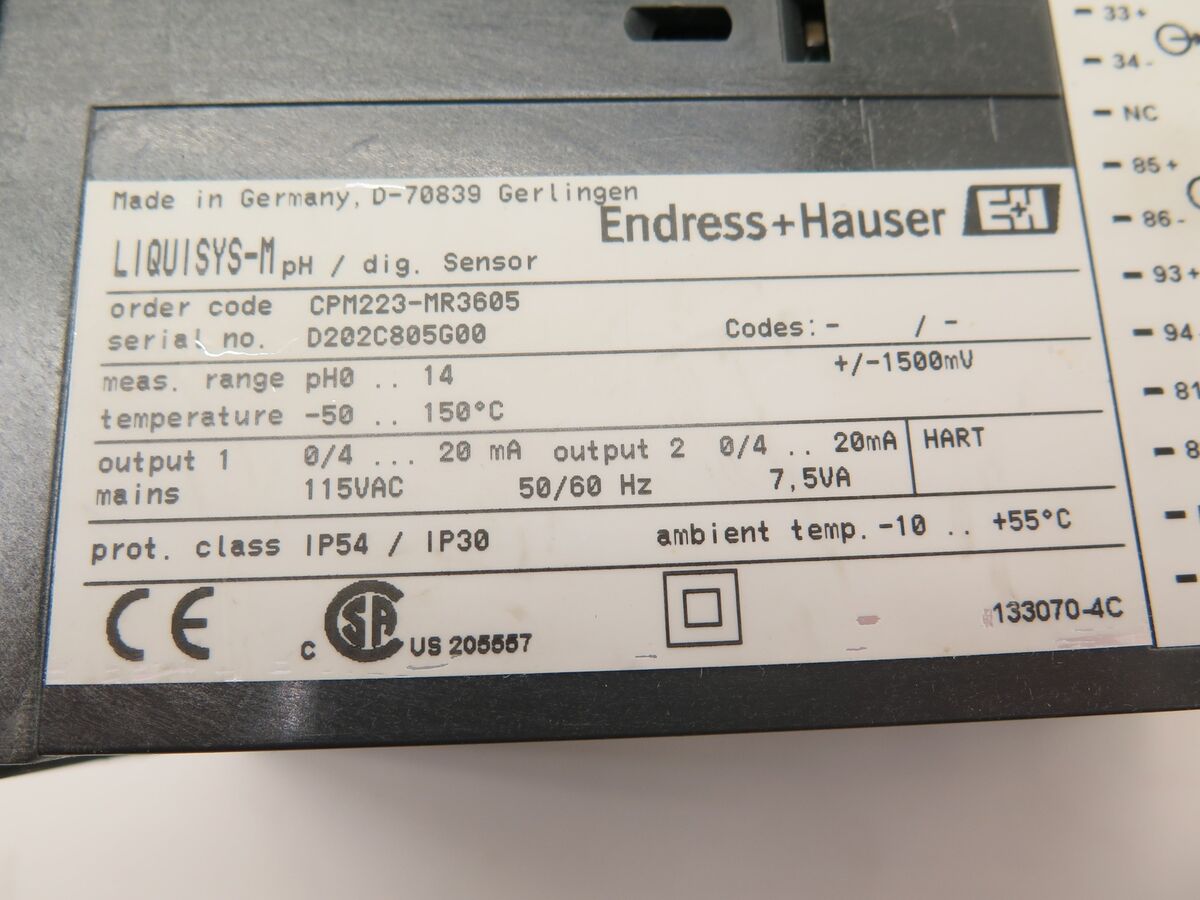 Made in Germany, D-70839 Gerlingen
Endress+Hauser E+H
LIQUISYS-M pH / dig. Sensor
order code CPM223-MR3605
serial no. D202C805G00 Codes: - / -
meas. range pH0 .. 14 +/-1500mV
temperature -50 .. 150°C
output 1 0/4 ... 20 mA output 2 0/4 .. 20mA HART
mains 115VAC 50/60 Hz 7,5VA
prot. class IP54 / IP30 ambient temp. -10 .. +55°C
CE c SA US 205557 133070-4C
33+
34-
NC
85+
86-
93+
94